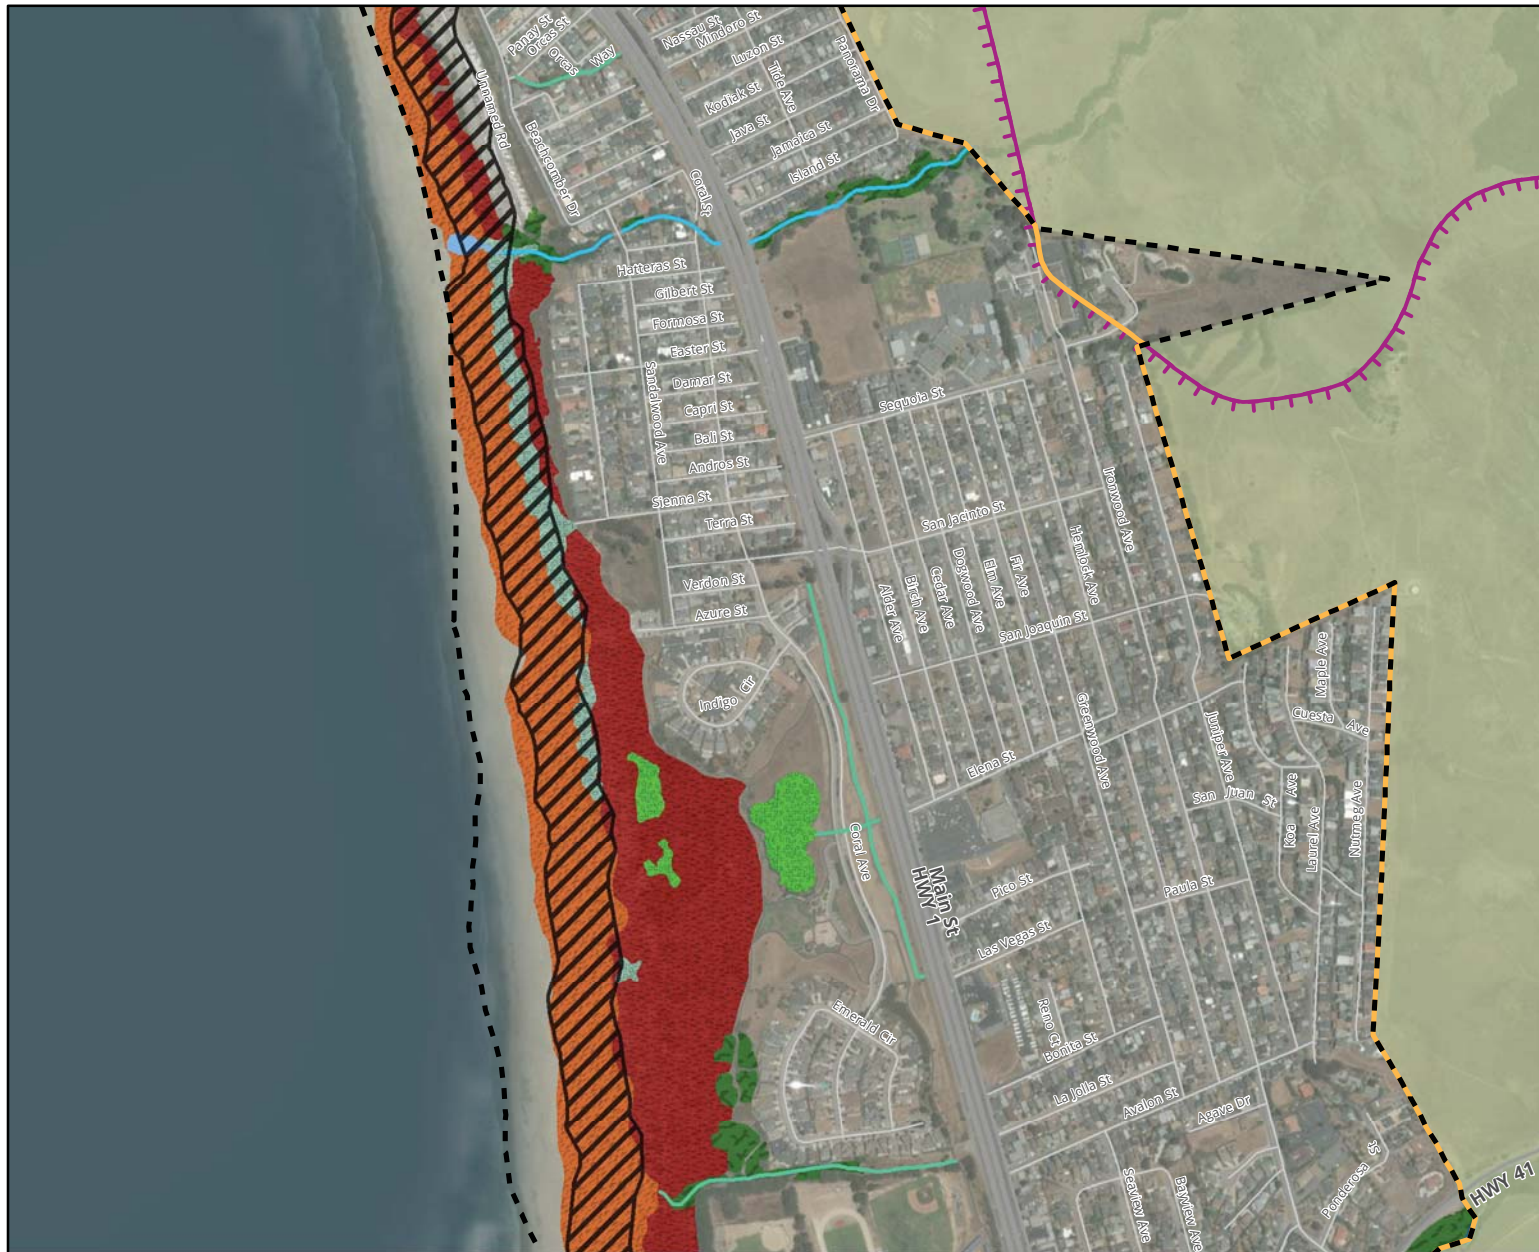 Panay St
Orcas St
Orcas Way
Nassau St
Mindoro St
Luzon St
Tide Ave
Panorama Dr
Kodiak St
Java St
Jamaica St
Island St
Unnamed Rd
Beachcomber Dr
Coral St
Hatteras St
Gilbert St
Formosa St
Easter St
Damar St
Capri St
Bali St
Andros St
Sandalwood Ave
Sienna St
Terra St
Verdon St
Azure St
Indigo Cir
Sequoia St
San Jacinto St
Ironwood Ave
Hemlock Ave
Fir Ave
Elm Ave
Dogwood Ave
Cedar Ave
Birch Ave
Alder Ave
San Joaquin St
Maple Ave
Cuesta Ave
Greenwood Ave
Juniper Ave
Elena St
San Juan St
Koa Ave
Laurel Ave
Nutmeg Ave
Coral Ave
Main St
HWY 1
Pico St
Paula St
Las Vegas St
Emerald Cir
Reno Ct
Bonita St
La Jolla St
Avalon St
Agave Dr
Seaview Ave
Bayview Ave
Ponderosa St
HWY 41